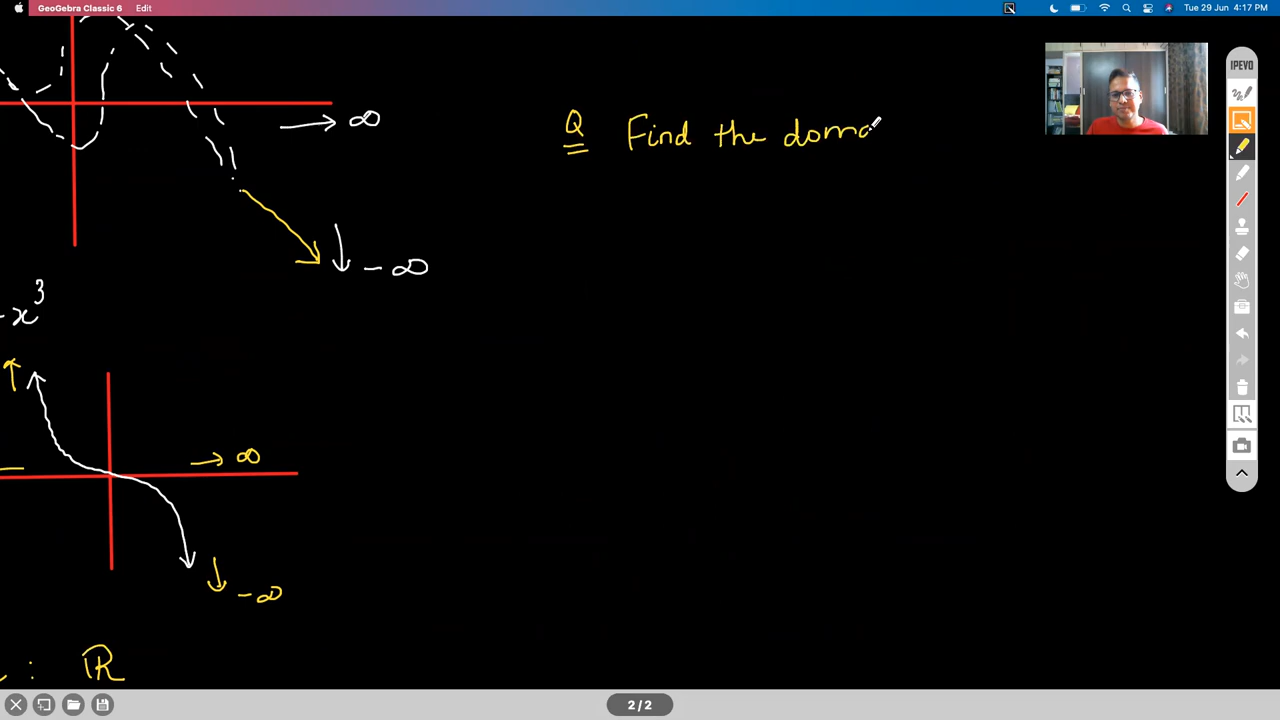 GeoGebra Classic 6 Edit
Tue 29 Jun 4:17 PM
IPEVO
→ ∞
Q Find the doma
↓ - ∞
- x³
→ ∞
↓ - ∞
: ℝ
2 / 2